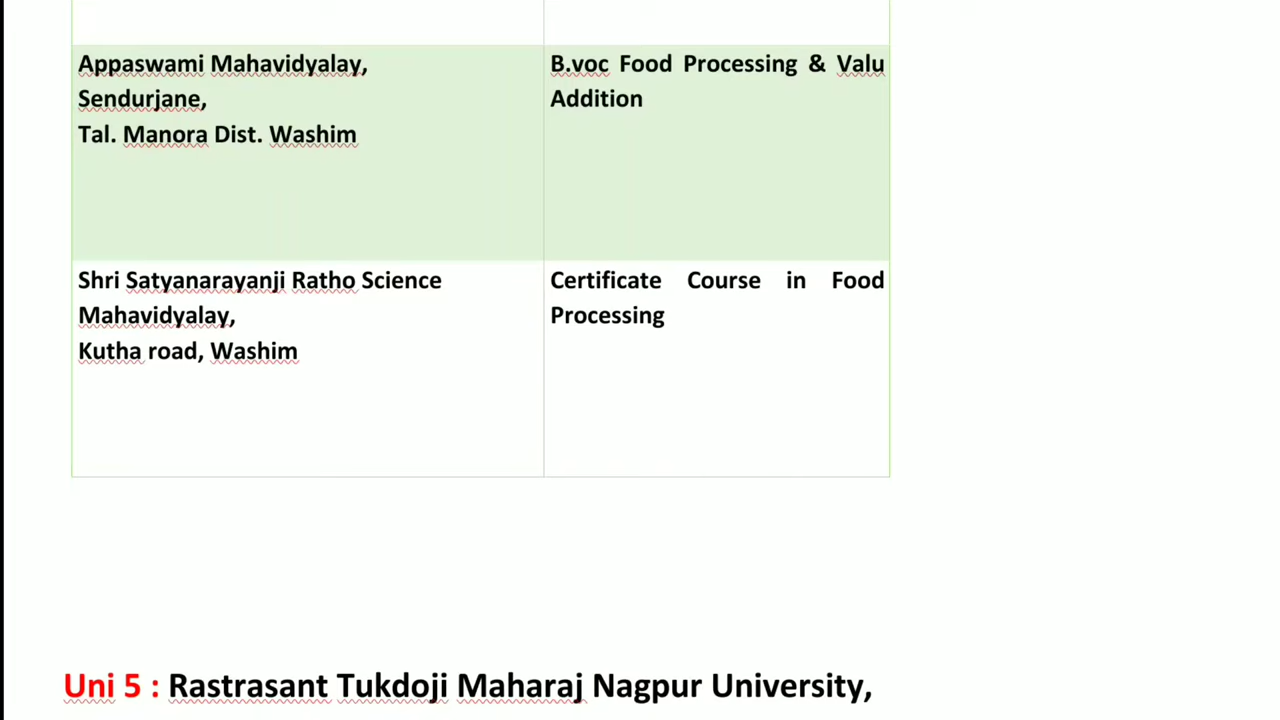 Appaswami Mahavidyalay,
Sendurjane,
Tal. Manora Dist. Washim
B.voc Food Processing & Valu
Addition
Shri Satyanarayanji Ratho Science
Mahavidyalay,
Kutha road, Washim
Certificate Course in Food
Processing
Uni 5 : Rastrasant Tukdoji Maharaj Nagpur University,